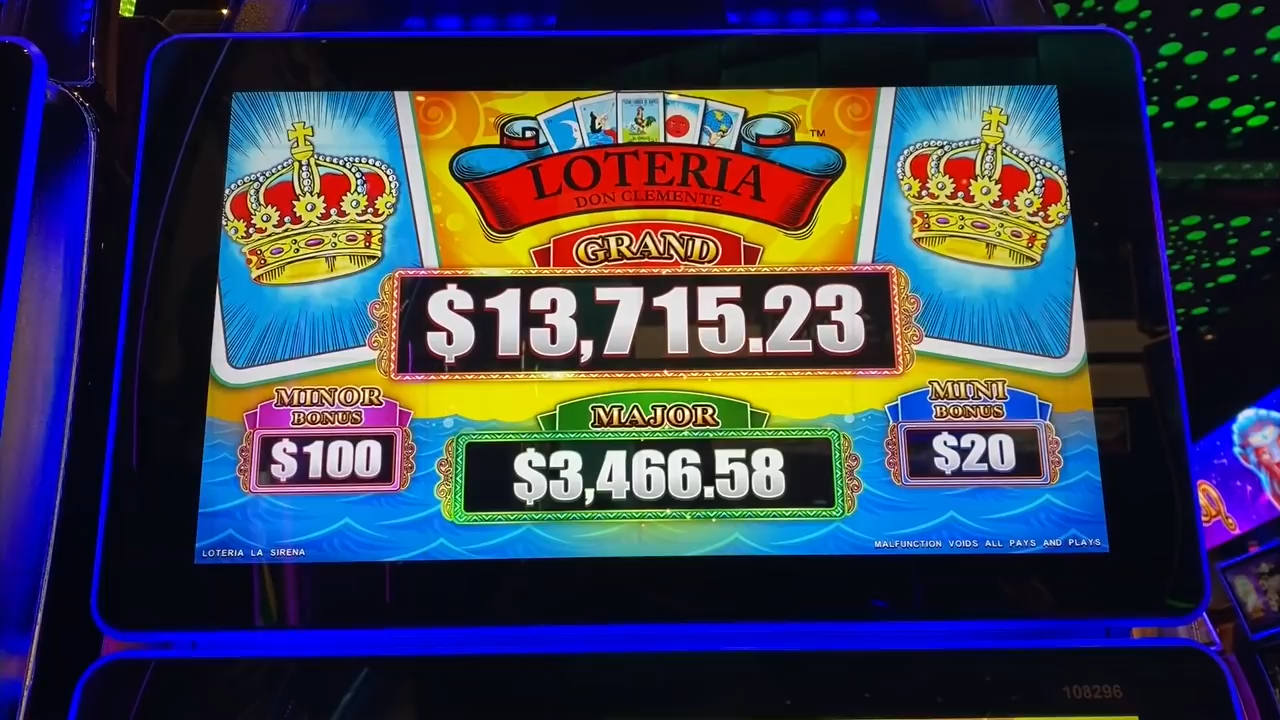 LOTERIA
TM
DON CLEMENTE
GRAND
$13,715.23
MINOR
BONUS
$100
MAJOR
$3,466.58
MINI
BONUS
$20
LOTERIA LA SIRENA
MALFUNCTION VOIDS ALL PAYS AND PLAYS
108296